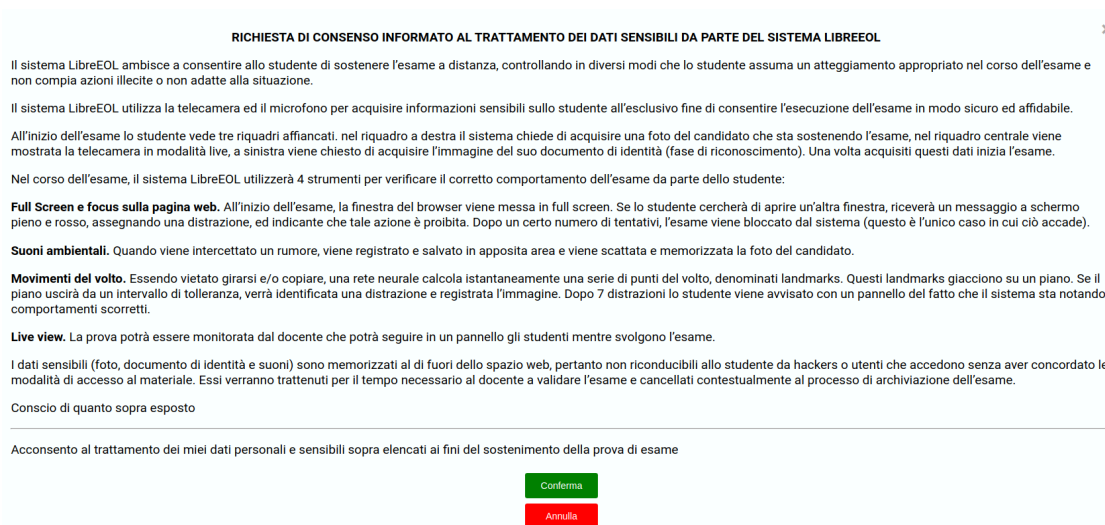 RICHIESTA DI CONSENSO INFORMATO AL TRATTAMENTO DEI DATI SENSIBILI DA PARTE DEL SISTEMA LIBREEOL
Il sistema LibreEOL ambisce a consentire allo studente di sostenere l'esame a distanza, controllando in diversi modi che lo studente assuma un atteggiamento appropriato nel corso dell'esame e
non compia azioni illecite o non adatte alla situazione.
Il sistema LibreEOL utilizza la telecamera ed il microfono per acquisire informazioni sensibili sullo studente all'esclusivo fine di consentire l'esecuzione dell'esame in modo sicuro ed affidabile.
All'inizio dell'esame lo studente vede tre riquadri affiancati. nel riquadro a destra il sistema chiede di acquisire una foto del candidato che sta sostenendo l'esame, nel riquadro centrale viene
mostrata la telecamera in modalità live, a sinistra viene chiesto di acquisire l'immagine del suo documento di identità (fase di riconoscimento). Una volta acquisiti questi dati inizia l'esame.
Nel corso dell'esame, il sistema LibreEOL utilizzerà 4 strumenti per verificare il corretto comportamento dell'esame da parte dello studente:
Full Screen e focus sulla pagina web. All'inizio dell'esame, la finestra del browser viene messa in full screen. Se lo studente cercherà di aprire un'altra finestra, riceverà un messaggio a schermo
pieno e rosso, assegnando una distrazione, ed indicante che tale azione è proibita. Dopo un certo numero di tentativi, l'esame viene bloccato dal sistema (questo è l'unico caso in cui ciò accade).
Suoni ambientali. Quando viene intercettato un rumore, viene registrato e salvato in apposita area e viene scattata e memorizzata la foto del candidato.
Movimenti del volto. Essendo vietato girarsi e/o copiare, una rete neurale calcola istantaneamente una serie di punti del volto, denominati landmarks. Questi landmarks giacciono su un piano. Se il
piano uscirà da un intervallo di tolleranza, verrà identificata una distrazione e registrata l'immagine. Dopo 7 distrazioni lo studente viene avvisato con un pannello del fatto che il sistema sta notando
comportamenti scorretti.
Live view. La prova potrà essere monitorata dal docente che potrà seguire in un pannello gli studenti mentre svolgono l'esame.
I dati sensibili (foto, documento di identità e suoni) sono memorizzati al di fuori dello spazio web, pertanto non riconducibili allo studente da hackers o utenti che accedono senza aver concordato le
modalità di accesso al materiale. Essi verranno trattenuti per il tempo necessario al docente a validare l'esame e cancellati contestualmente al processo di archiviazione dell'esame.
Conscio di quanto sopra esposto
Acconsento al trattamento dei miei dati personali e sensibili sopra elencati ai fini del sostenimento della prova di esame
Conferma
Annulla